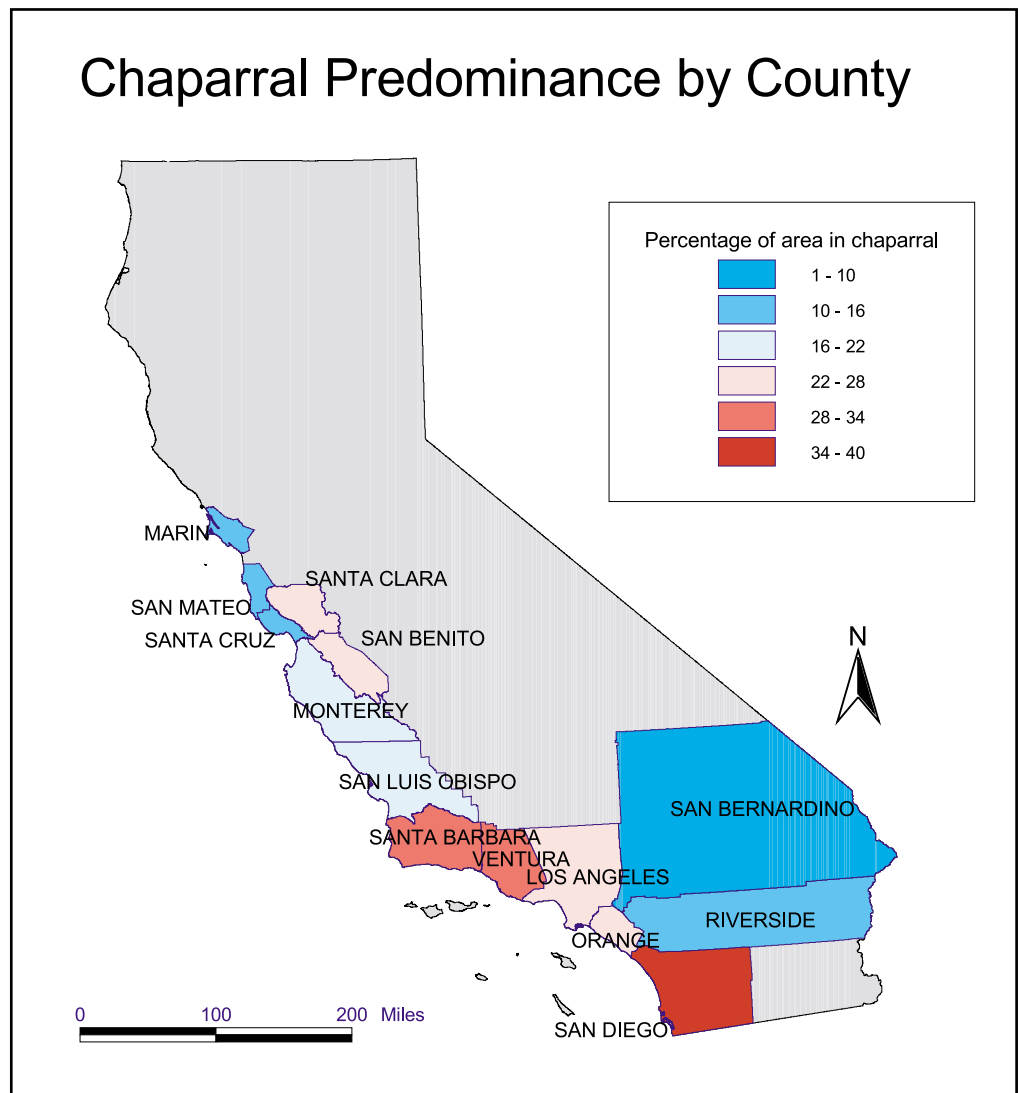 Chaparral Predominance by County
Percentage of area in chaparral
1 - 10
10 - 16
16 - 22
22 - 28
28 - 34
34 - 40
MARIN
SANTA CLARA
SAN MATEO
SANTA CRUZ
SAN BENITO
N
MONTEREY
SAN LUIS OBISPO
SAN BERNARDINO
SANTA BARBARA
VENTURA
LOS ANGELES
RIVERSIDE
ORANGE
SAN DIEGO
0 100 200 Miles